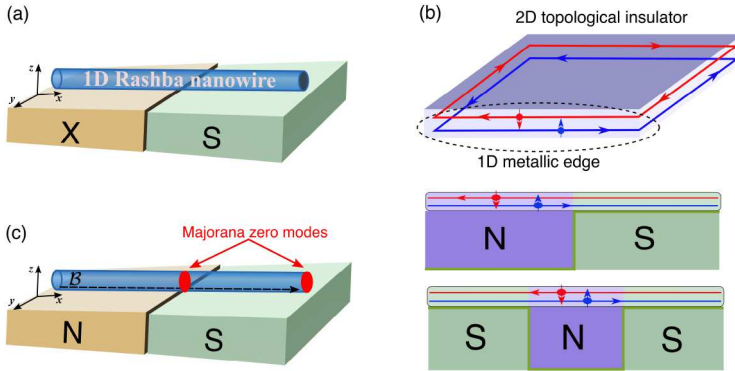 (a)
1D Rashba nanowire
z
y
x
X
S
(b)
2D topological insulator
1D metallic edge
N
S
S
N
S
(c)
Majorana zero modes
z
y
x
ℬ
N
S